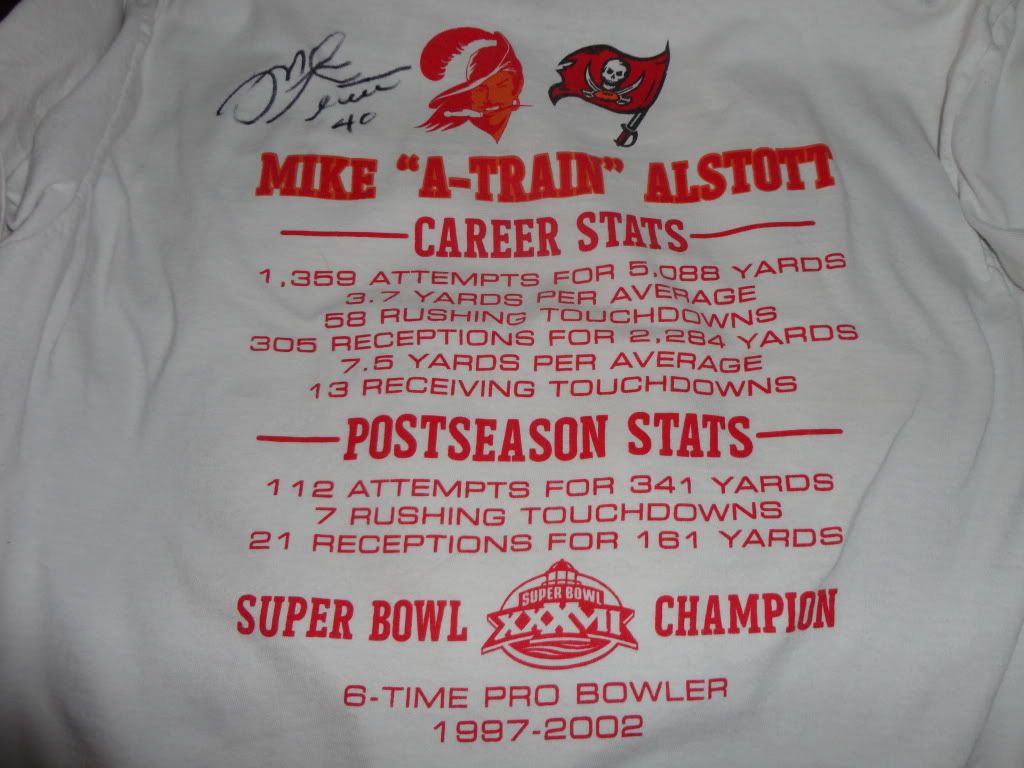 40
MIKE "A-TRAIN" ALSTOTT
CAREER STATS
1,359 ATTEMPTS FOR 5,088 YARDS
3.7 YARDS PER AVERAGE
58 RUSHING TOUCHDOWNS
305 RECEPTIONS FOR 2,284 YARDS
7.5 YARDS PER AVERAGE
13 RECEIVING TOUCHDOWNS
POSTSEASON STATS
112 ATTEMPTS FOR 341 YARDS
7 RUSHING TOUCHDOWNS
21 RECEPTIONS FOR 161 YARDS
SUPER BOWL
SUPER BOWL
XXXVII
CHAMPION
6-TIME PRO BOWLER
1997-2002